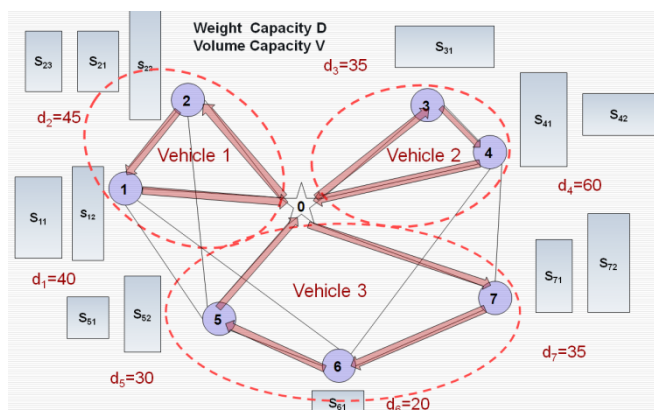 Weight Capacity D
Volume Capacity V
S23
S21
S22
d3=35
S31
d2=45
2
3
S41
S42
Vehicle 1
Vehicle 2
4
1
d4=60
S11
S12
0
d1=40
Vehicle 3
S71
S72
S51
S52
5
7
d5=30
6
d7=35
S61
d6=20